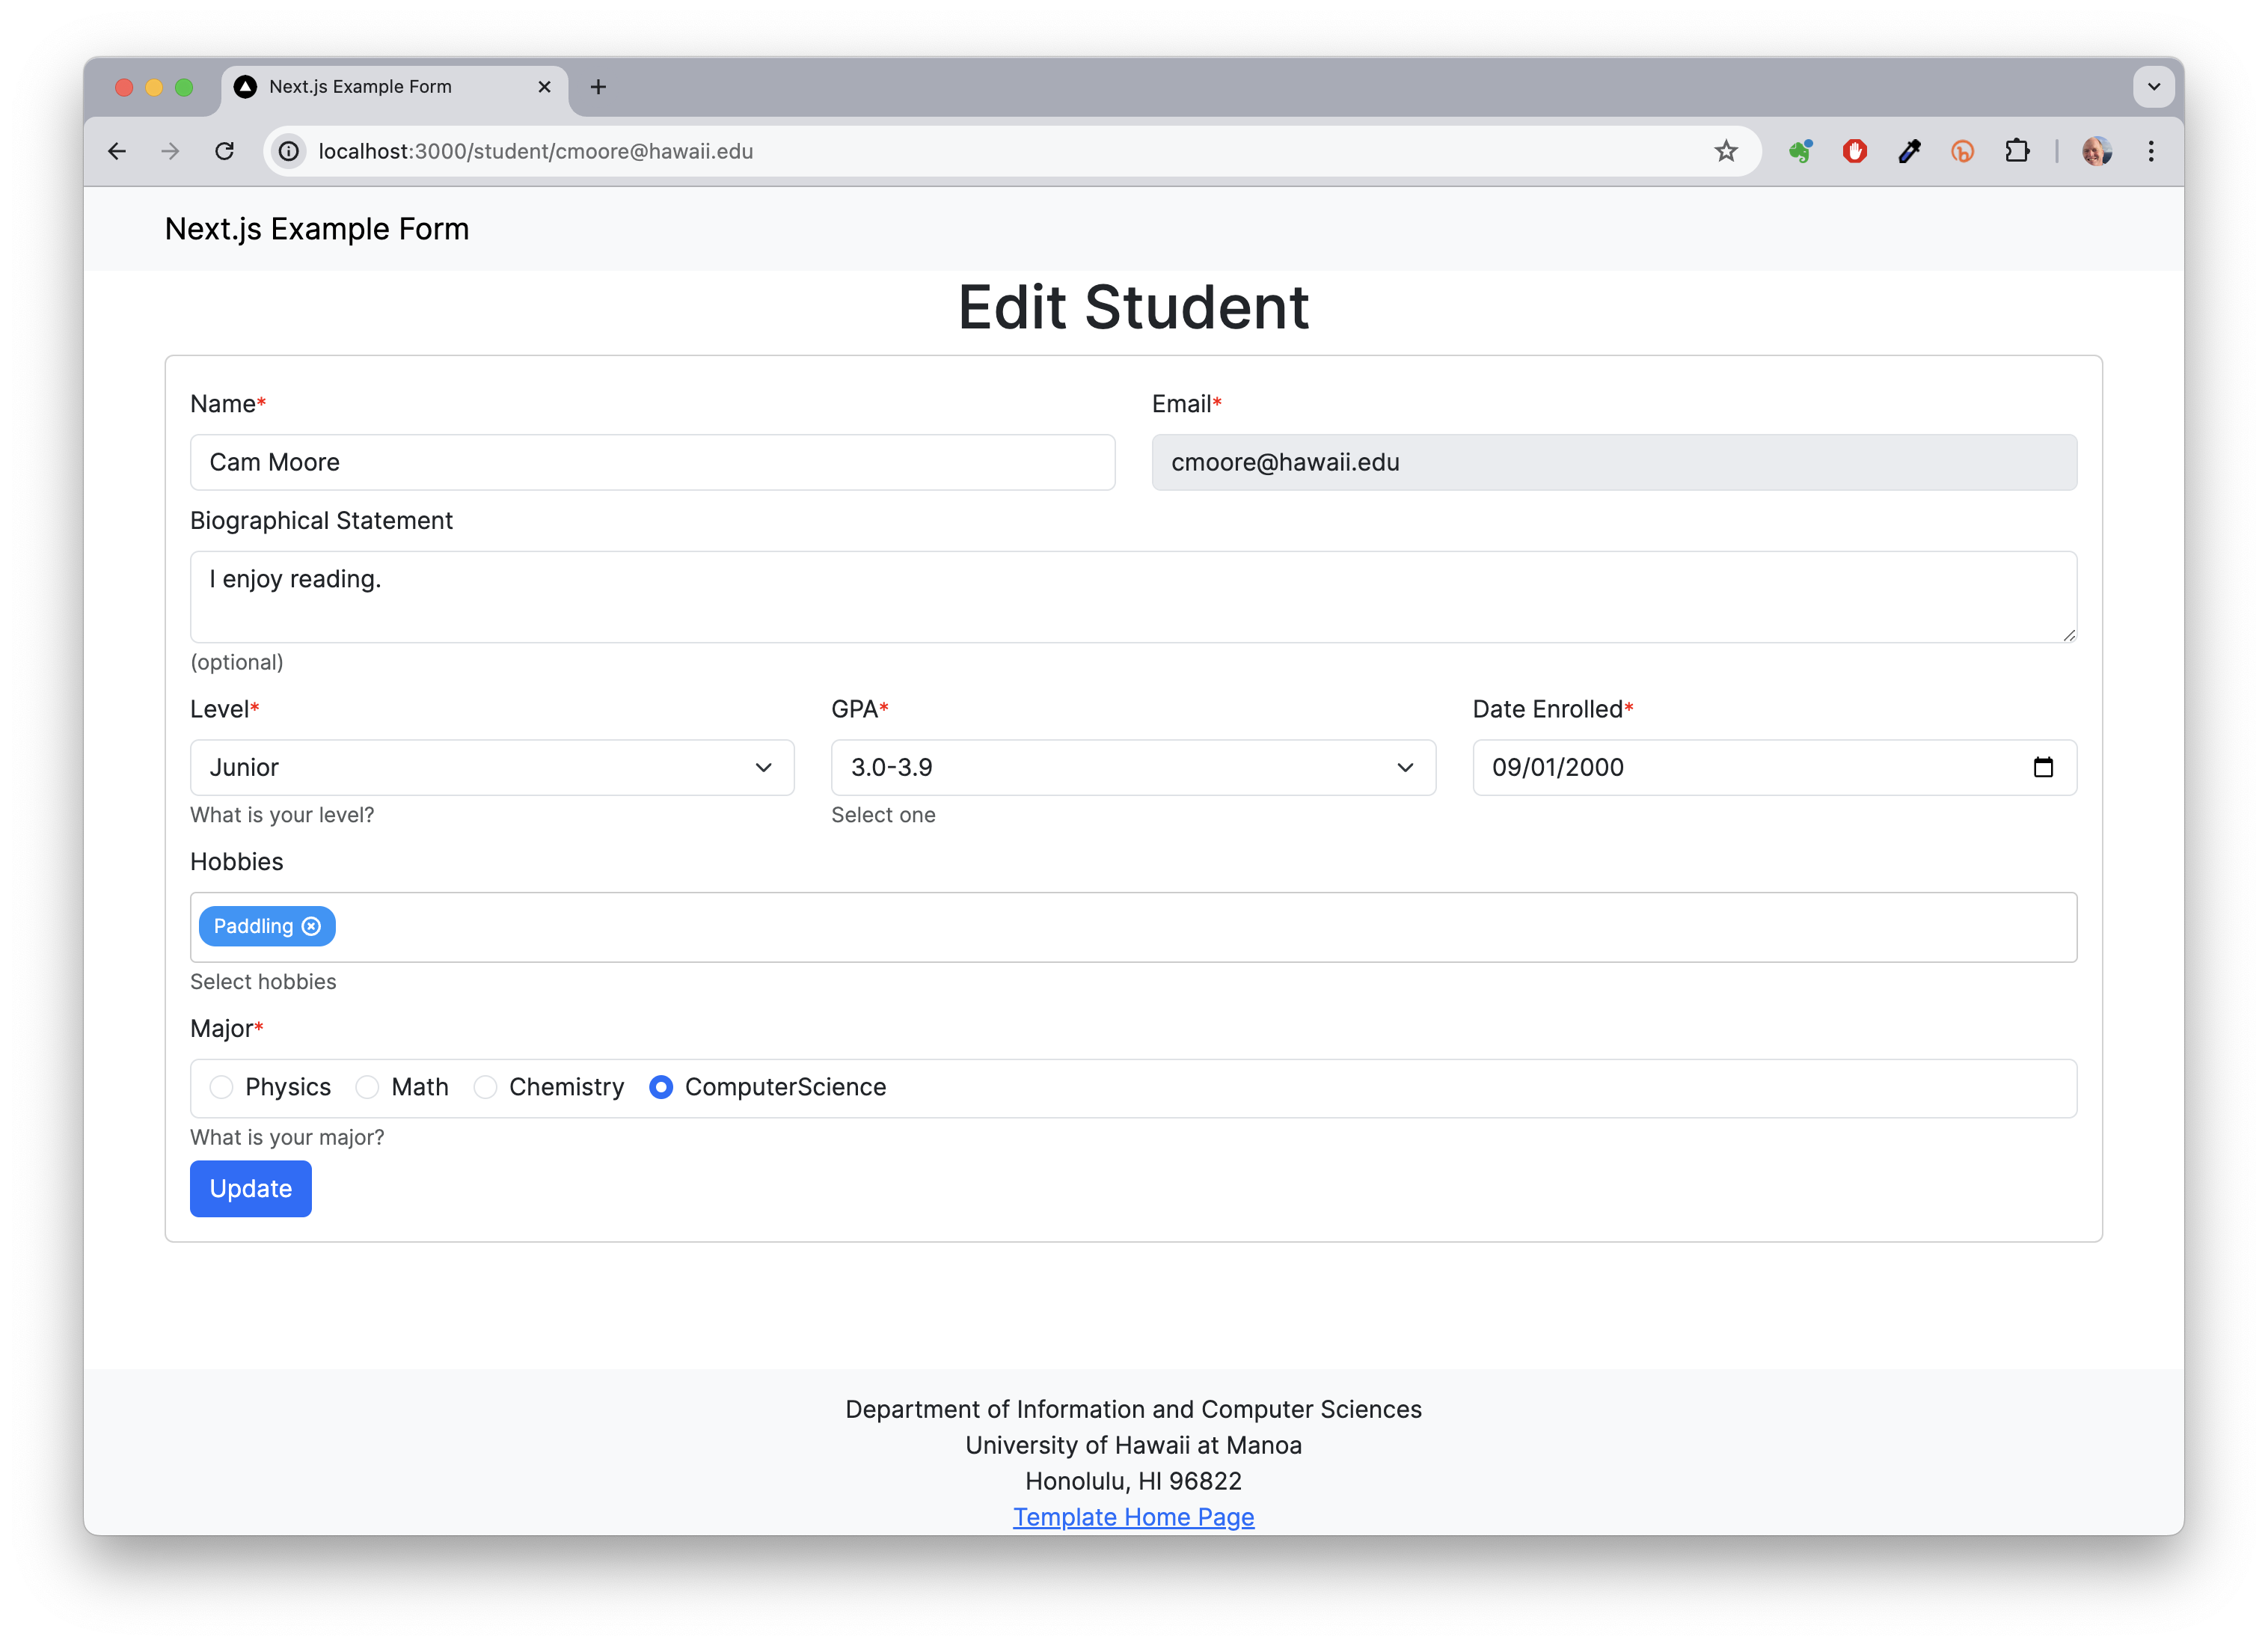 Next.js Example Form
localhost:3000/student/cmoore@hawaii.edu
Next.js Example Form
Edit Student
Name* Email*
Cam Moore cmoore@hawaii.edu
Biographical Statement
I enjoy reading.
(optional)
Level* GPA* Date Enrolled*
Junior 3.0-3.9 09/01/2000
What is your level? Select one
Hobbies
Paddling
Select hobbies
Major*
Physics Math Chemistry ComputerScience
What is your major?
Update
Department of Information and Computer Sciences
University of Hawaii at Manoa
Honolulu, HI 96822
Template Home Page